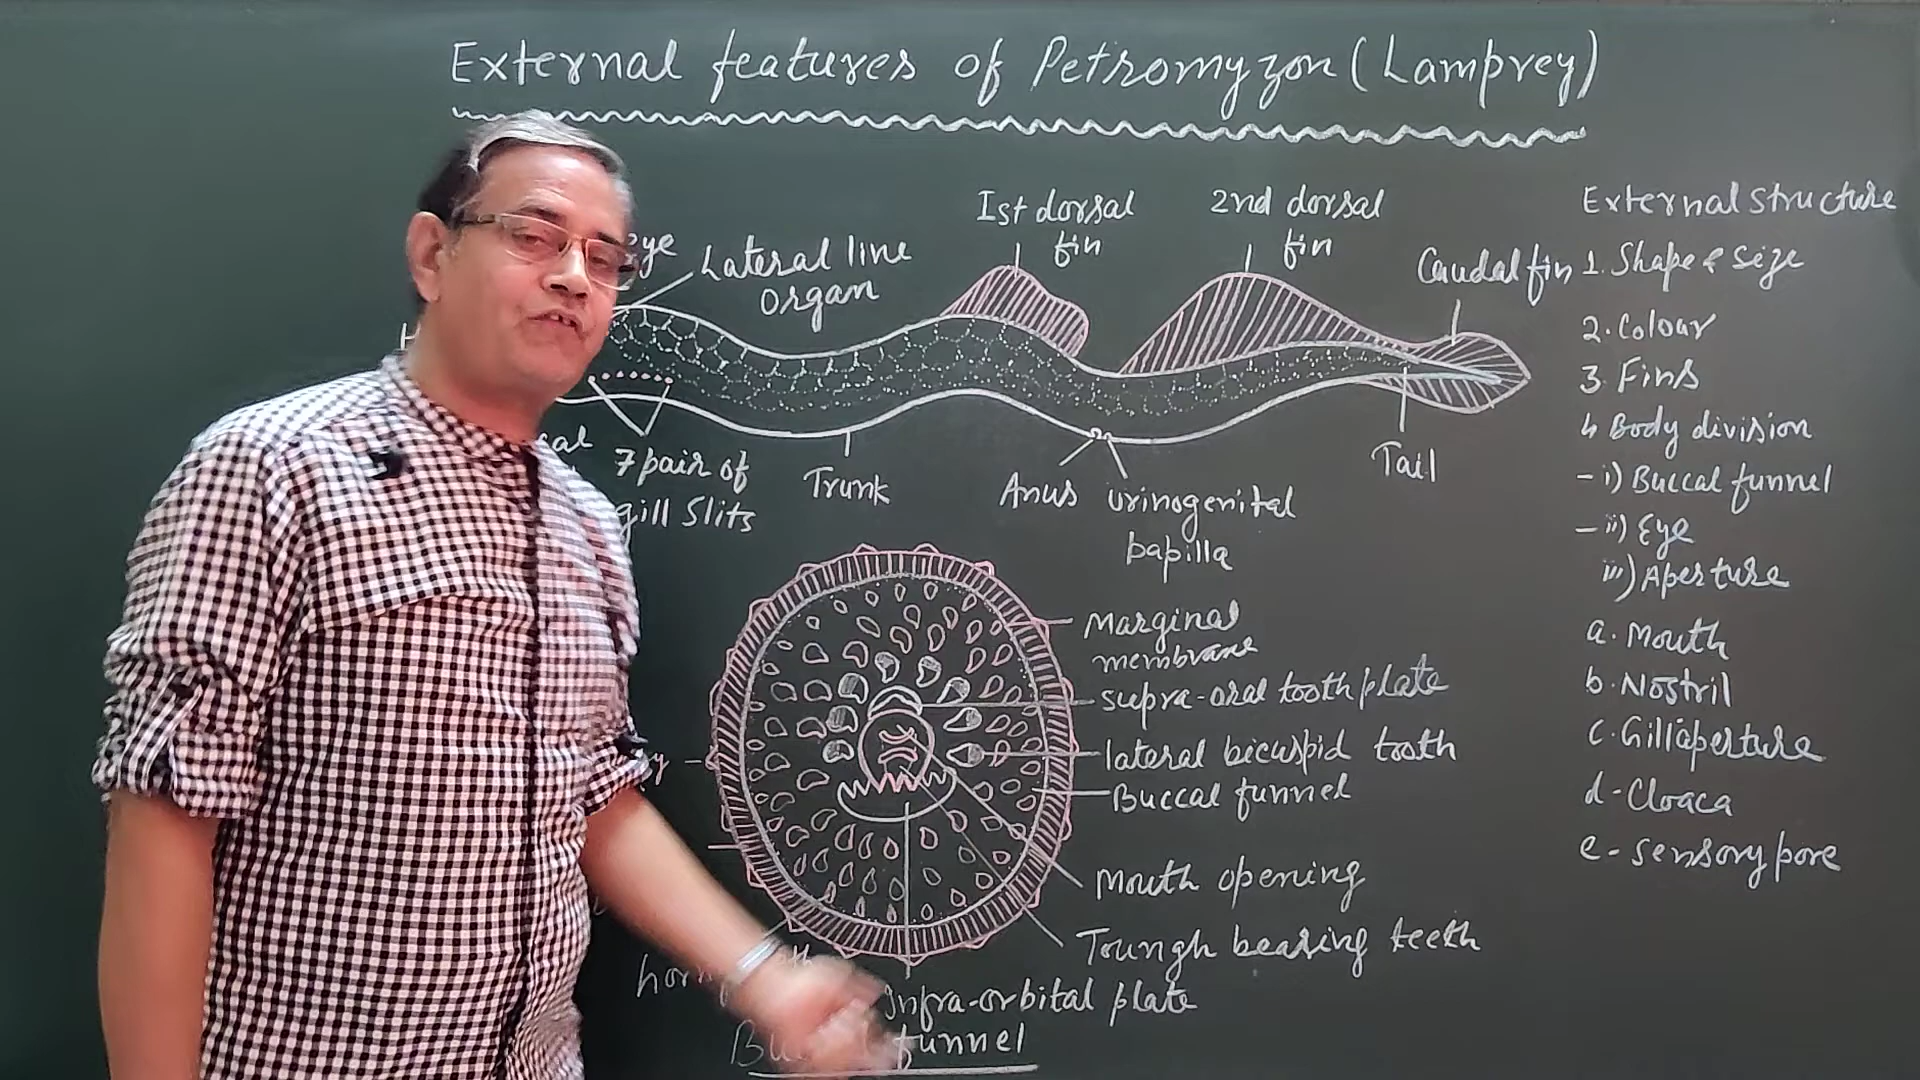 External features of Petromyzon (Lamprey)
eye
Lateral line
organ
Ist dorsal
fin
2nd dorsal
fin
Caudal fin
7 pair of
gill slits
Trunk
Anus
urinogenital
papilla
Tail
Marginal
membrane
supra-oral tooth plate
lateral bicuspid tooth
Buccal funnel
Mouth opening
Toungh bearing teeth
Infra-orbital plate
funnel
External structure
1. Shape & Size
2. Colour
3. Fins
4 Body division
- i) Buccal funnel
- ii) Eye
iii) Aperture
a. Mouth
b. Nostril
c. Gill aperture
d - Cloaca
e - sensory pore